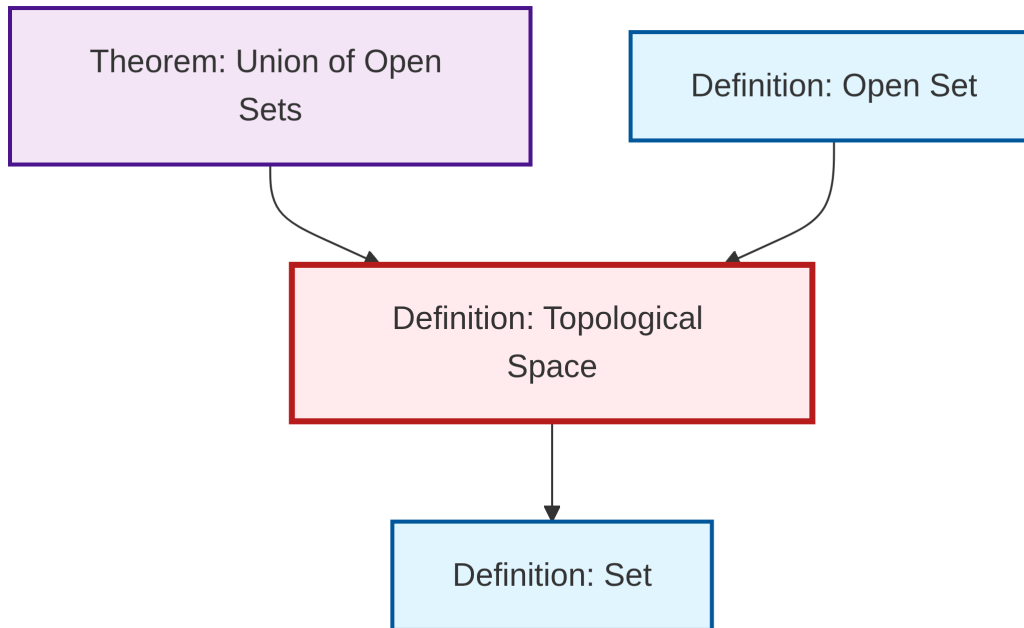 Theorem: Union of Open
Sets
Definition: Open Set
Definition: Topological
Space
Definition: Set